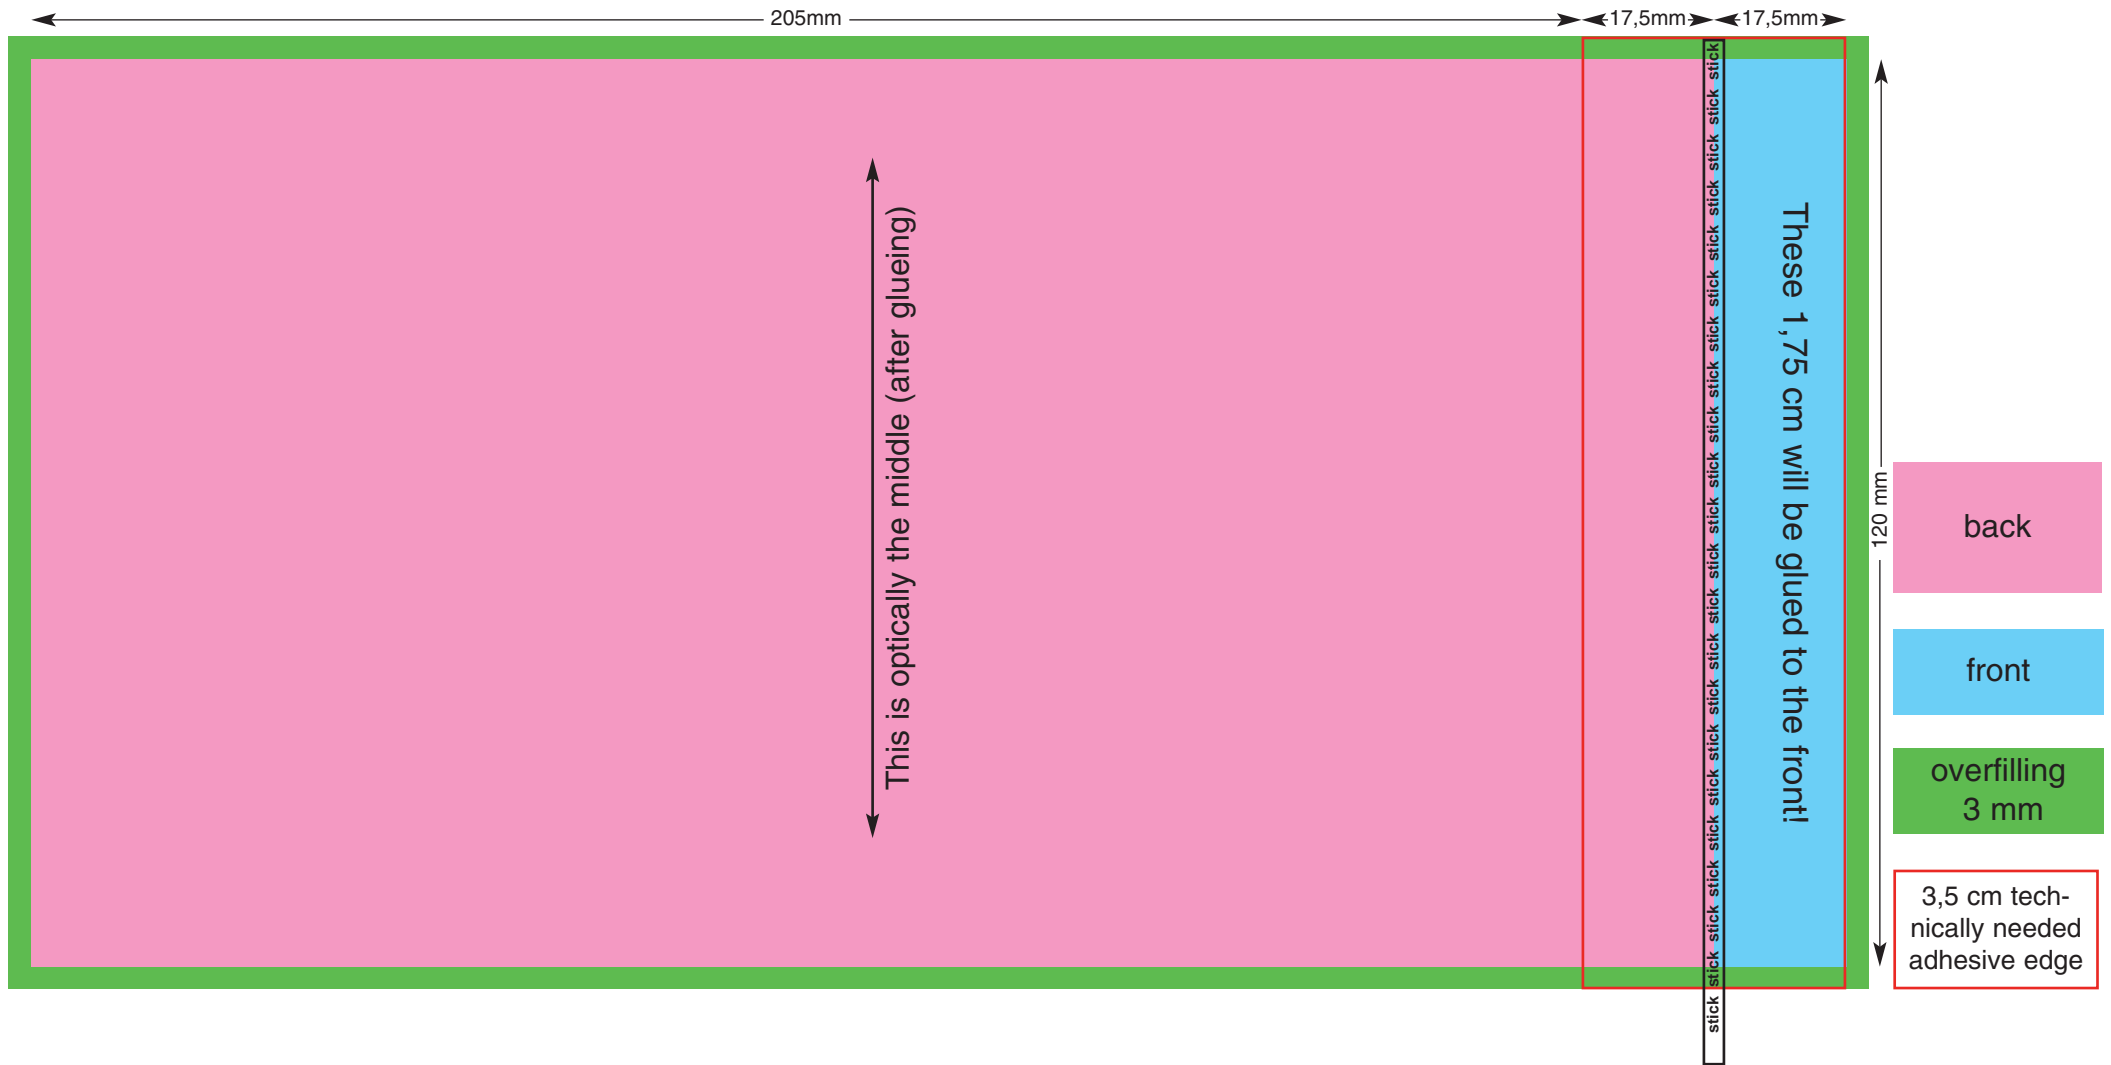 205mm
17,5mm
17,5mm
stick stick stick stick stick stick stick stick stick stick stick stick stick stick stick stick stick stick stick stick stick stick
This is optically the middle (after glueing)
These 1,75 cm will be glued to the front!
120 mm
back
front
overfilling
3 mm
3,5 cm tech-
nically needed
adhesive edge